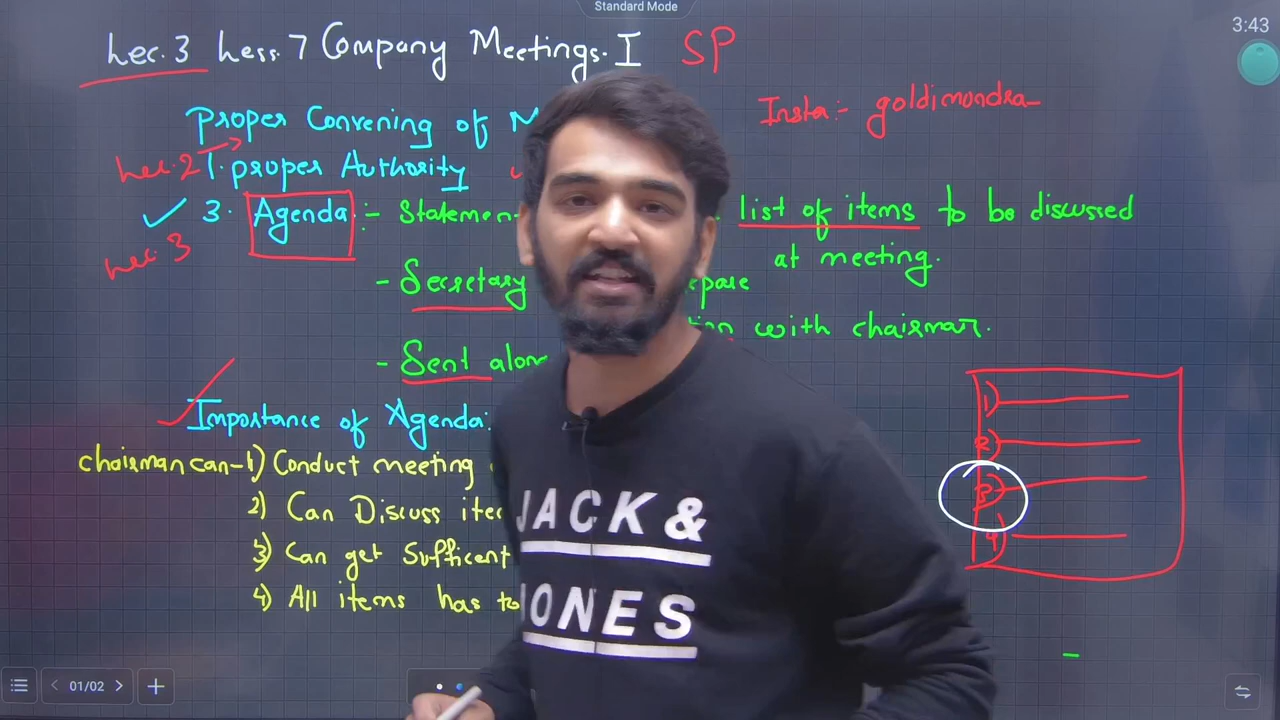 Standard Mode
3:43
Lec. 3 Less. 7 Company Meetings. I SP
Insta:- goldimondra_
Proper Convening of
Lec. 2 1. proper Authority
3. Agenda :- Statemen list of items to be discussed
Lec. 3
at meeting.
- Secretary epare
tion with chairman.
- Sent alon
Importance of Agenda:
chairman can - 1) Conduct meeting
2) Can Discuss ite
3) Can get Sufficent
4) All items has to
1)
2)
3)
4)
JACK &
JONES
01/02